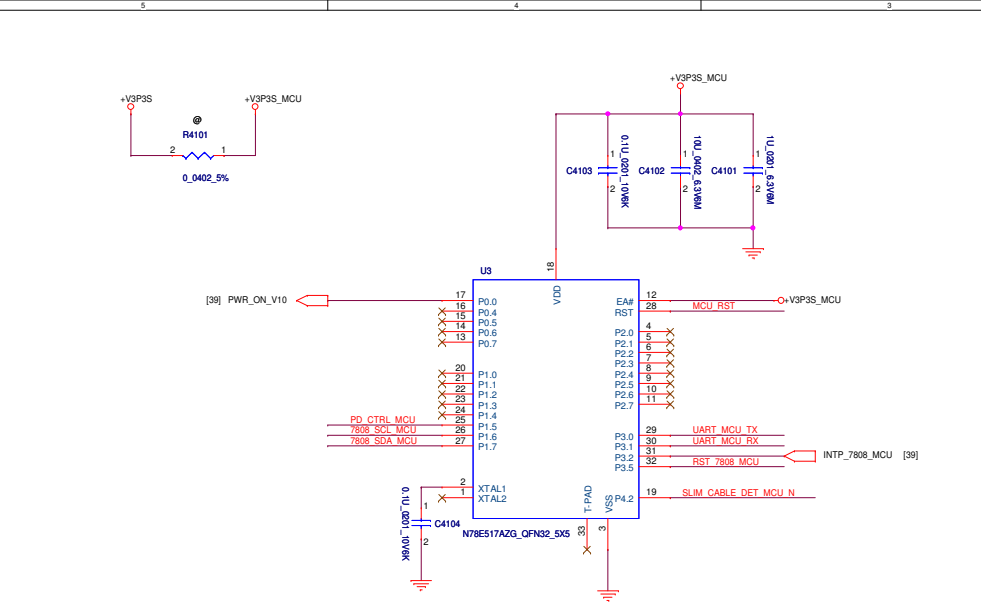 5 4 3
+V3P3S +V3P3S_MCU
@
R4101
2 1
0_0402_5%
+V3P3S_MCU
1 C4103 2 0.1U_0201_10V6K
1 C4102 2 10U_0402_6.3V6M
1 C4101 2 1U_0201_6.3V6M
U3
18 VDD
[39] PWR_ON_V10 17 P0.0
16 P0.4
15 P0.5
14 P0.6
13 P0.7
20 P1.0
21 P1.1
22 P1.2
23 P1.3
24 P1.4
PD_CTRL_MCU 25 P1.5
7808_SCL_MCU 26 P1.6
7808_SDA_MCU 27 P1.7
2 XTAL1
1 XTAL2
EA# 12 +V3P3S_MCU
RST 28 MCU_RST
P2.0 4
P2.1 5
P2.2 6
P2.3 7
P2.4 8
P2.5 9
P2.6 10
P2.7 11
P3.0 29 UART_MCU_TX
P3.1 30 UART_MCU_RX
P3.2 31 INTP_7808_MCU [39]
P3.5 32 RST_7808_MCU
P4.2 19 SLIM_CABLE_DET_MCU_N
T-PAD 33
VSS 3
0.1U_0201_10V6K 1 C4104 2
N78E517AZG_QFN32_5X5